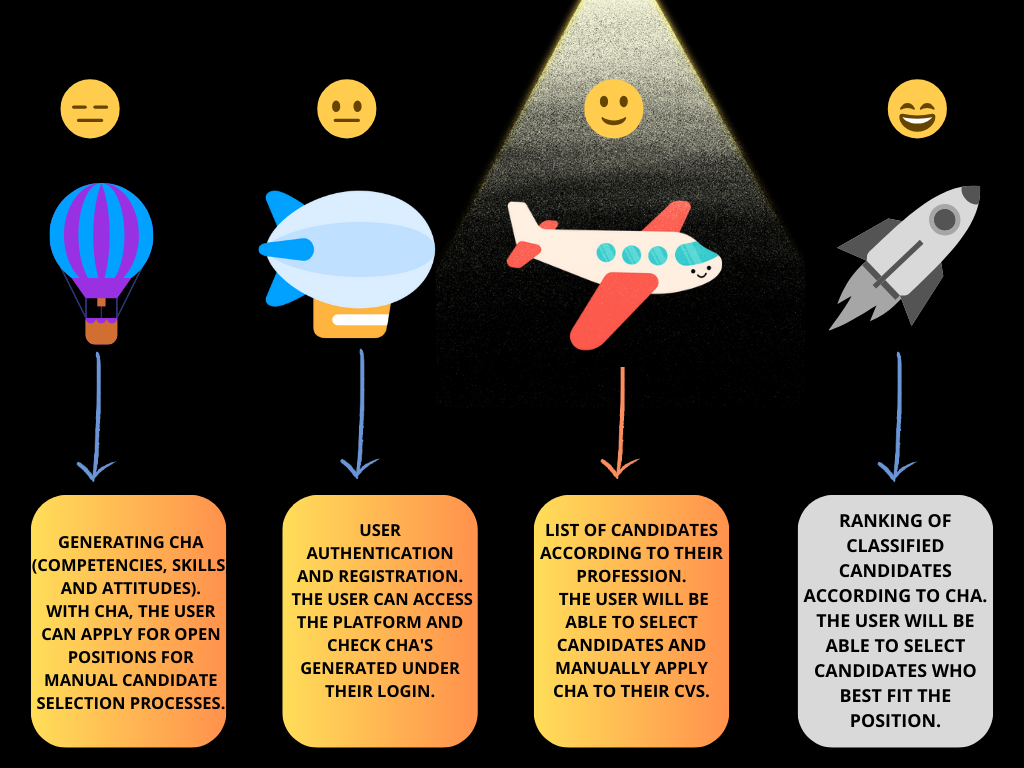 GENERATING CHA
(COMPETENCIES, SKILLS
AND ATTITUDES).
WITH CHA, THE USER
CAN APPLY FOR OPEN
POSITIONS FOR
MANUAL CANDIDATE
SELECTION PROCESSES.
USER
AUTHENTICATION
AND REGISTRATION.
THE USER CAN ACCESS
THE PLATFORM AND
CHECK CHA'S
GENERATED UNDER
THEIR LOGIN.
LIST OF CANDIDATES
ACCORDING TO THEIR
PROFESSION.
THE USER WILL BE
ABLE TO SELECT
CANDIDATES AND
MANUALLY APPLY
CHA TO THEIR CVS.
RANKING OF
CLASSIFIED
CANDIDATES
ACCORDING TO CHA.
THE USER WILL BE
ABLE TO SELECT
CANDIDATES WHO
BEST FIT THE
POSITION.